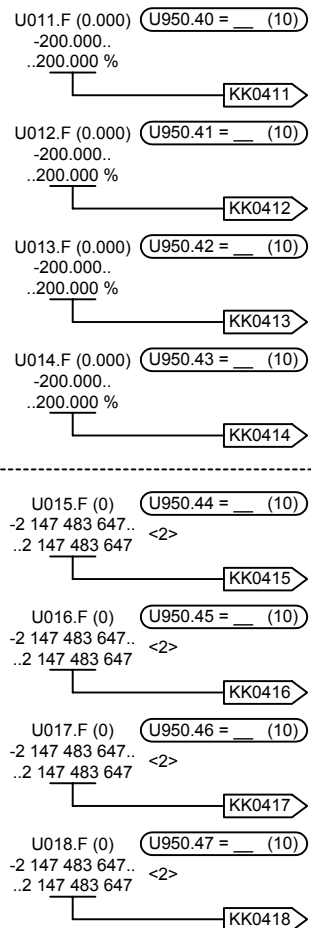 U011.F (0.000) U950.40 = __ (10)
-200.000..
..200.000 %
KK0411
U012.F (0.000) U950.41 = __ (10)
-200.000..
..200.000 %
KK0412
U013.F (0.000) U950.42 = __ (10)
-200.000..
..200.000 %
KK0413
U014.F (0.000) U950.43 = __ (10)
-200.000..
..200.000 %
KK0414
U015.F (0) U950.44 = __ (10)
-2 147 483 647.. <2>
..2 147 483 647
KK0415
U016.F (0) U950.45 = __ (10)
-2 147 483 647.. <2>
..2 147 483 647
KK0416
U017.F (0) U950.46 = __ (10)
-2 147 483 647.. <2>
..2 147 483 647
KK0417
U018.F (0) U950.47 = __ (10)
-2 147 483 647.. <2>
..2 147 483 647
KK0418